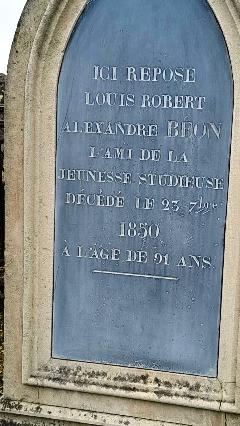 ICI REPOSE
LOUIS ROBERT
ALEXANDRE BÉON
L'AMI DE LA
JEUNESSE STUDIEUSE
DÉCÉDÉ LE 23 7bre
1850
À L'ÂGE DE 91 ANS